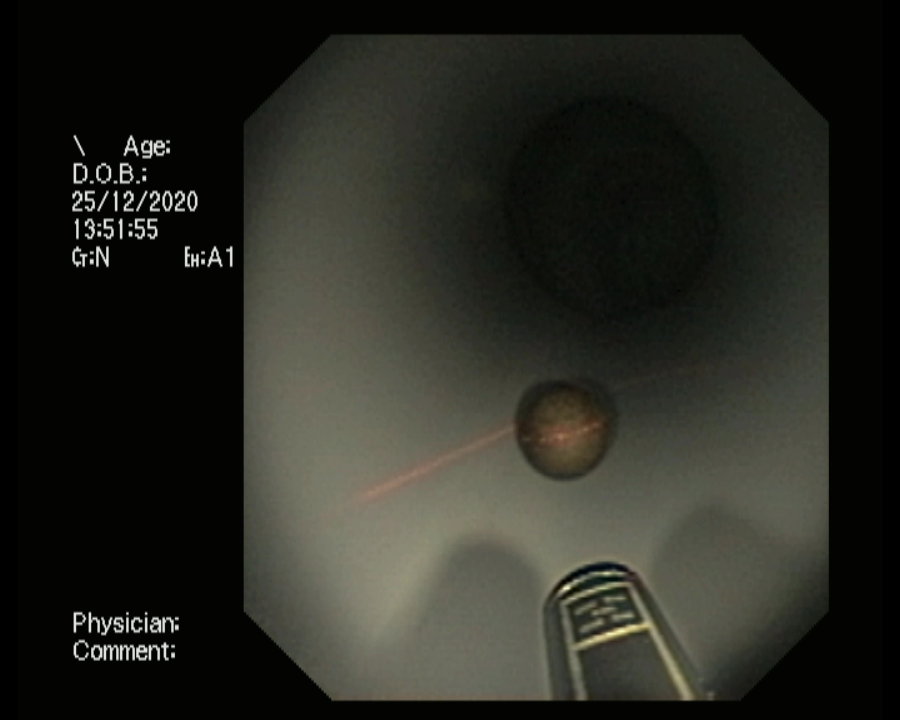 \ Age:
D.O.B.:
25/12/2020
13:51:55
Cr:N EH:A1
Physician:
Comment: